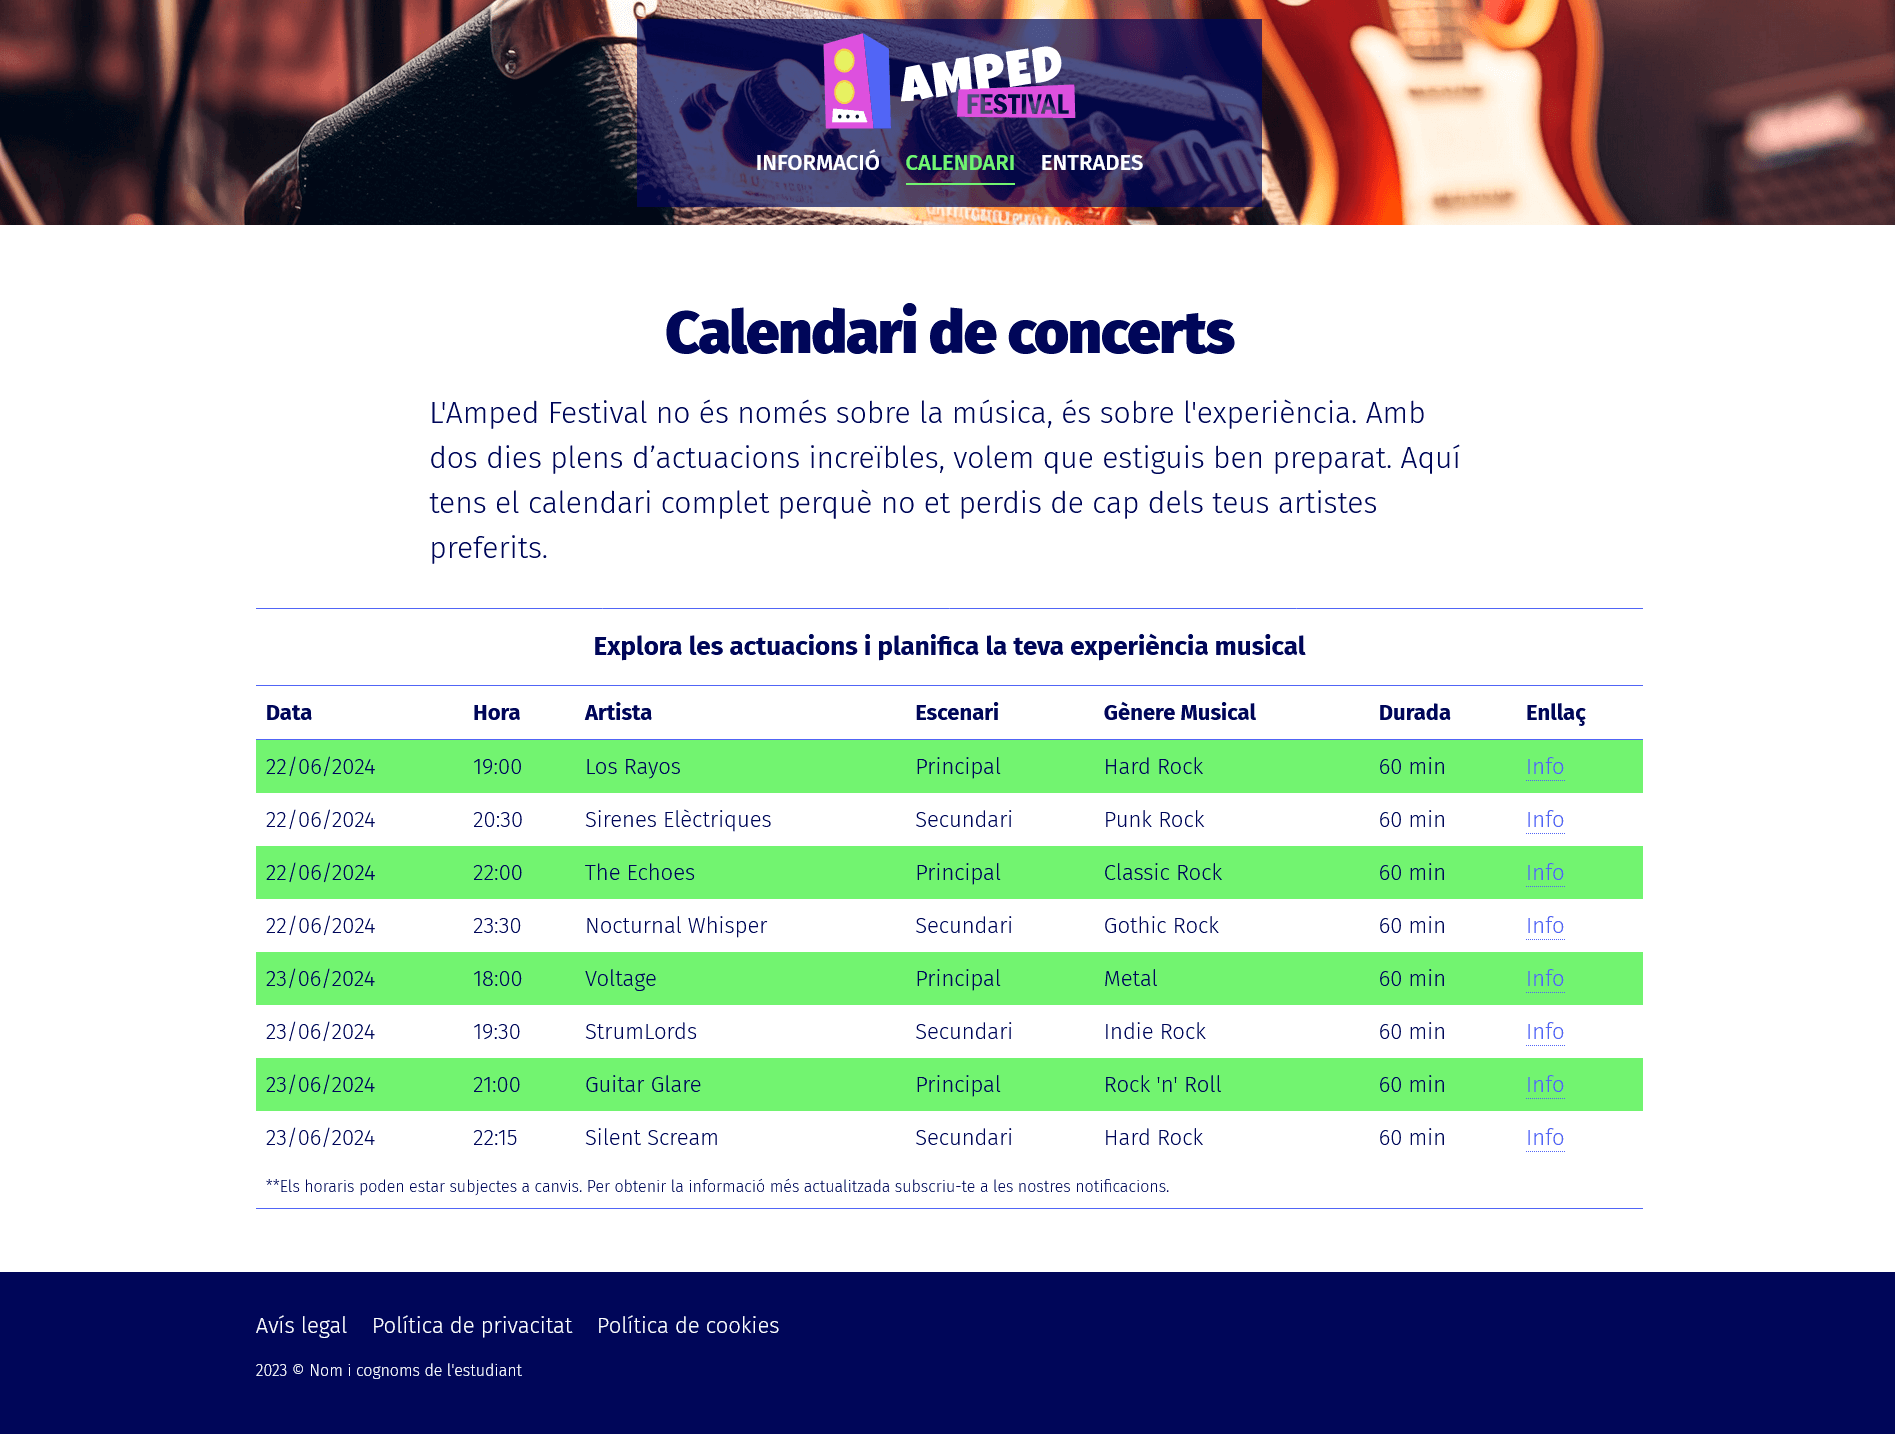 AMPED
FESTIVAL
INFORMACIÓ CALENDARI ENTRADES
Calendari de concerts
L'Amped Festival no és només sobre la música, és sobre l'experiència. Amb
dos dies plens d’actuacions increïbles, volem que estiguis ben preparat. Aquí
tens el calendari complet perquè no et perdis de cap dels teus artistes
preferits.
Explora les actuacions i planifica la teva experiència musical
Data Hora Artista Escenari Gènere Musical Durada Enllaç
22/06/2024 19:00 Los Rayos Principal Hard Rock 60 min Info
22/06/2024 20:30 Sirenes Elèctriques Secundari Punk Rock 60 min Info
22/06/2024 22:00 The Echoes Principal Classic Rock 60 min Info
22/06/2024 23:30 Nocturnal Whisper Secundari Gothic Rock 60 min Info
23/06/2024 18:00 Voltage Principal Metal 60 min Info
23/06/2024 19:30 StrumLords Secundari Indie Rock 60 min Info
23/06/2024 21:00 Guitar Glare Principal Rock 'n' Roll 60 min Info
23/06/2024 22:15 Silent Scream Secundari Hard Rock 60 min Info
**Els horaris poden estar subjectes a canvis. Per obtenir la informació més actualitzada subscriu-te a les nostres notificacions.
Avís legal Política de privacitat Política de cookies
2023 © Nom i cognoms de l'estudiant